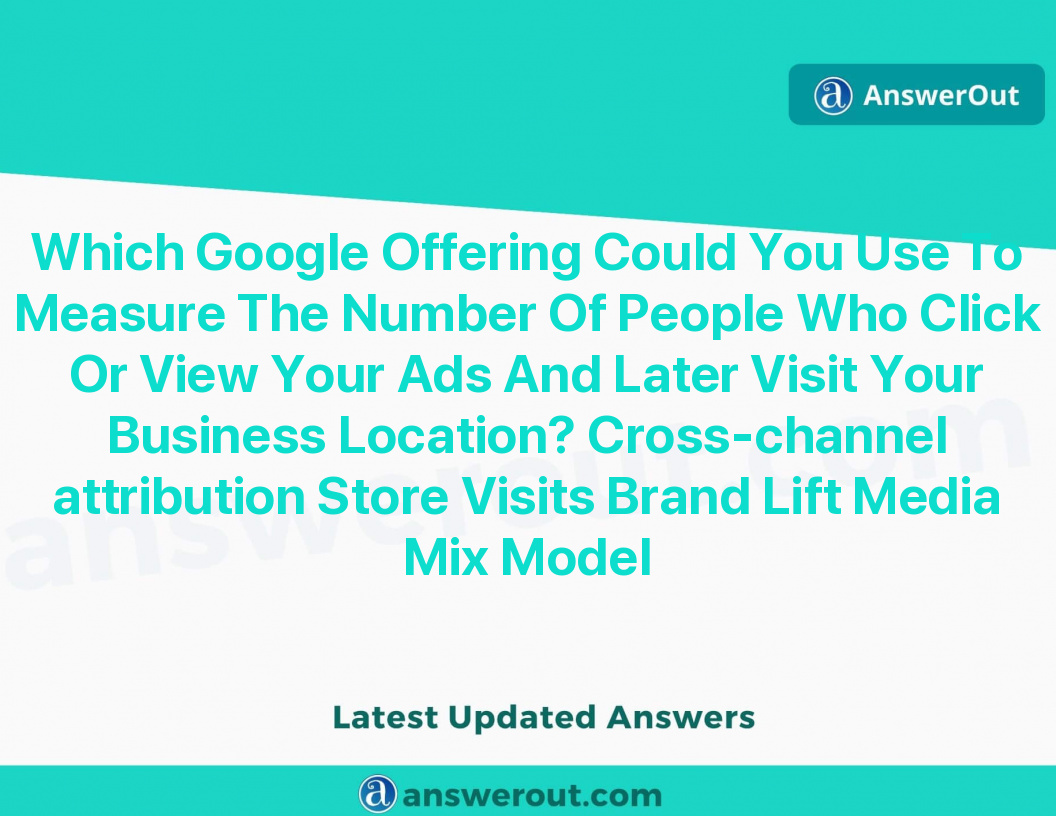 AnswerOut
Which Google Offering Could You Use To
Measure The Number Of People Who Click
Or View Your Ads And Later Visit Your
Business Location? Cross-channel
attribution Store Visits Brand Lift Media
Mix Model
answerout.com
Latest Updated Answers
answerout.com